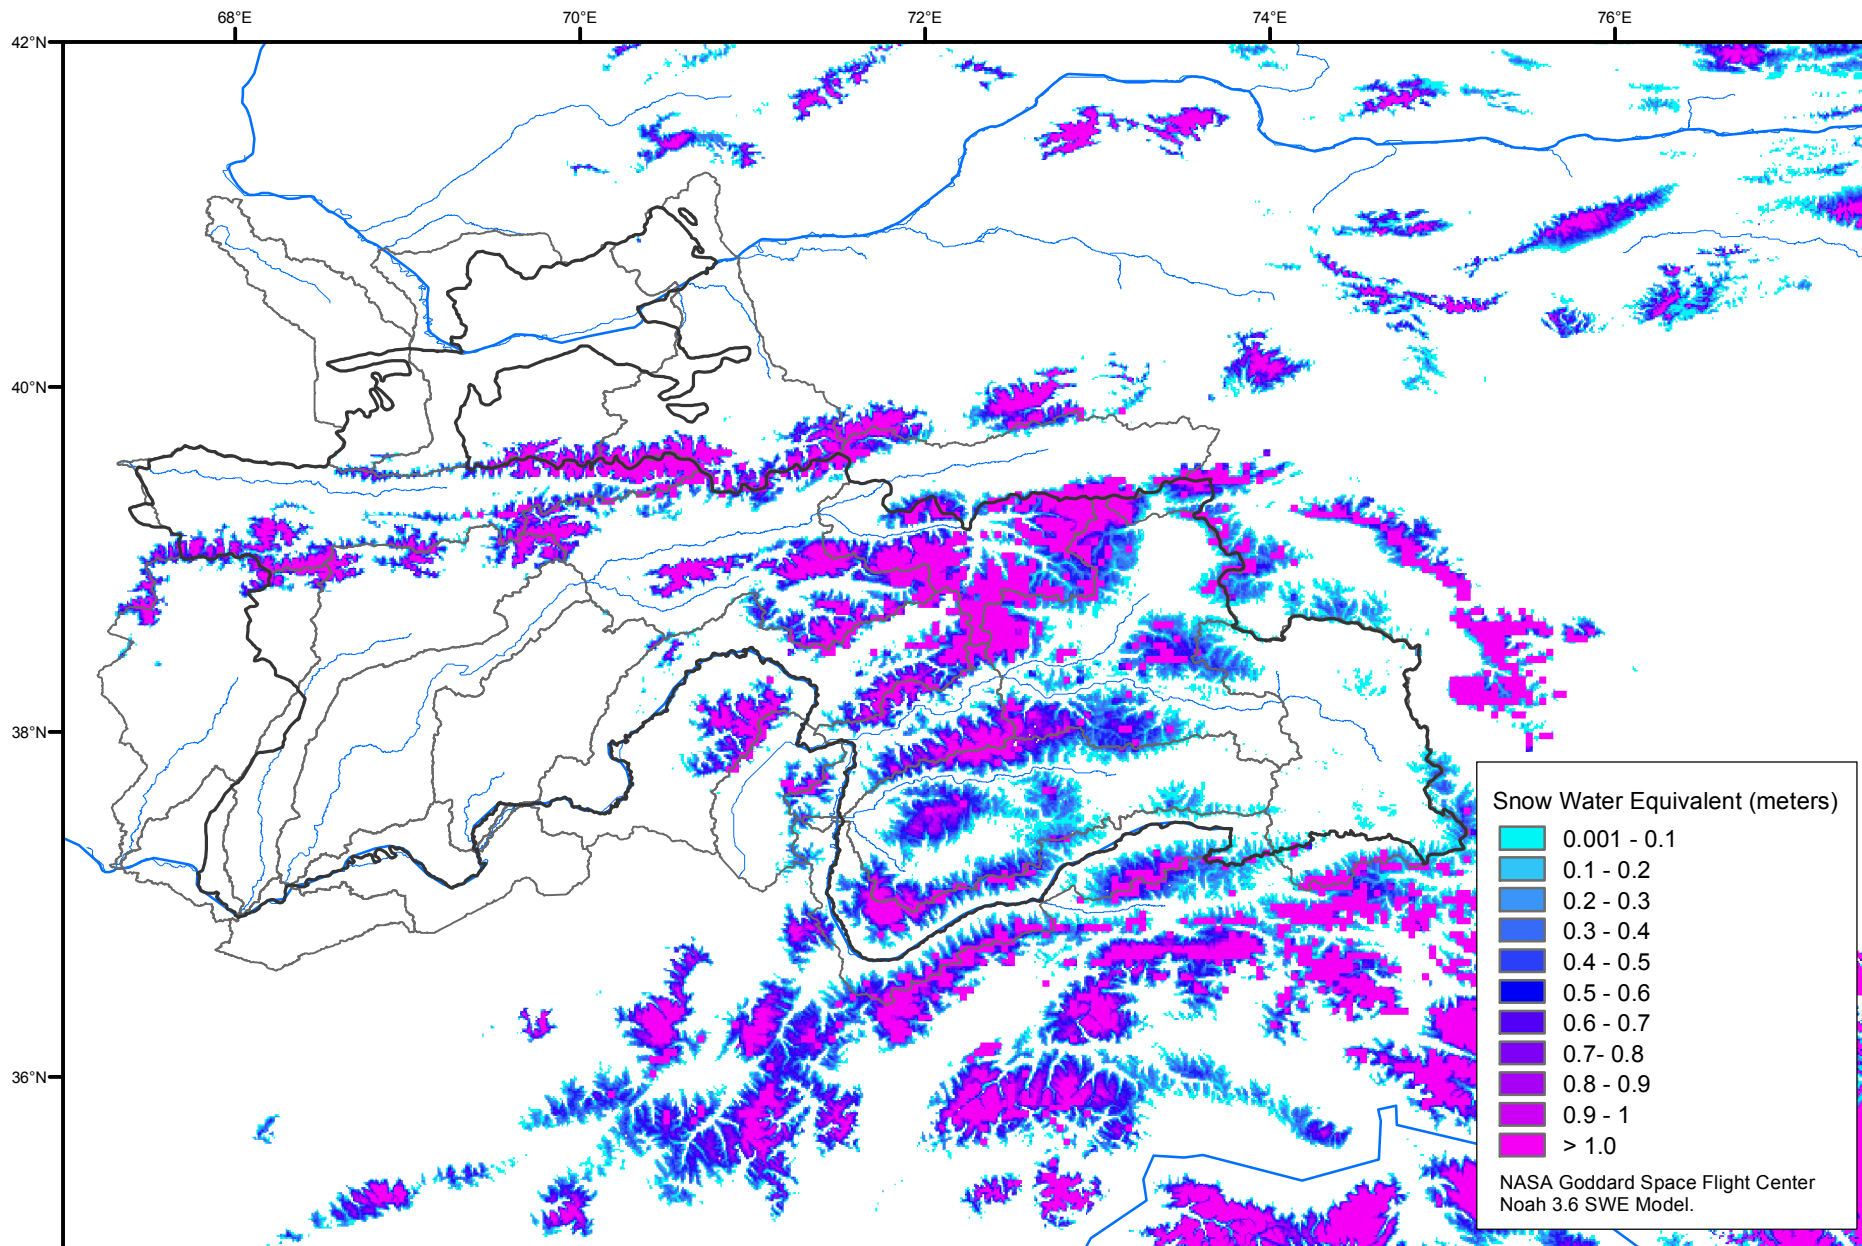 68°E 70°E 72°E 74°E 76°E
42°N
40°N
38°N
36°N
Snow Water Equivalent (meters)
0.001 - 0.1
0.1 - 0.2
0.2 - 0.3
0.3 - 0.4
0.4 - 0.5
0.5 - 0.6
0.6 - 0.7
0.7- 0.8
0.8 - 0.9
0.9 - 1
> 1.0
NASA Goddard Space Flight Center
Noah 3.6 SWE Model.